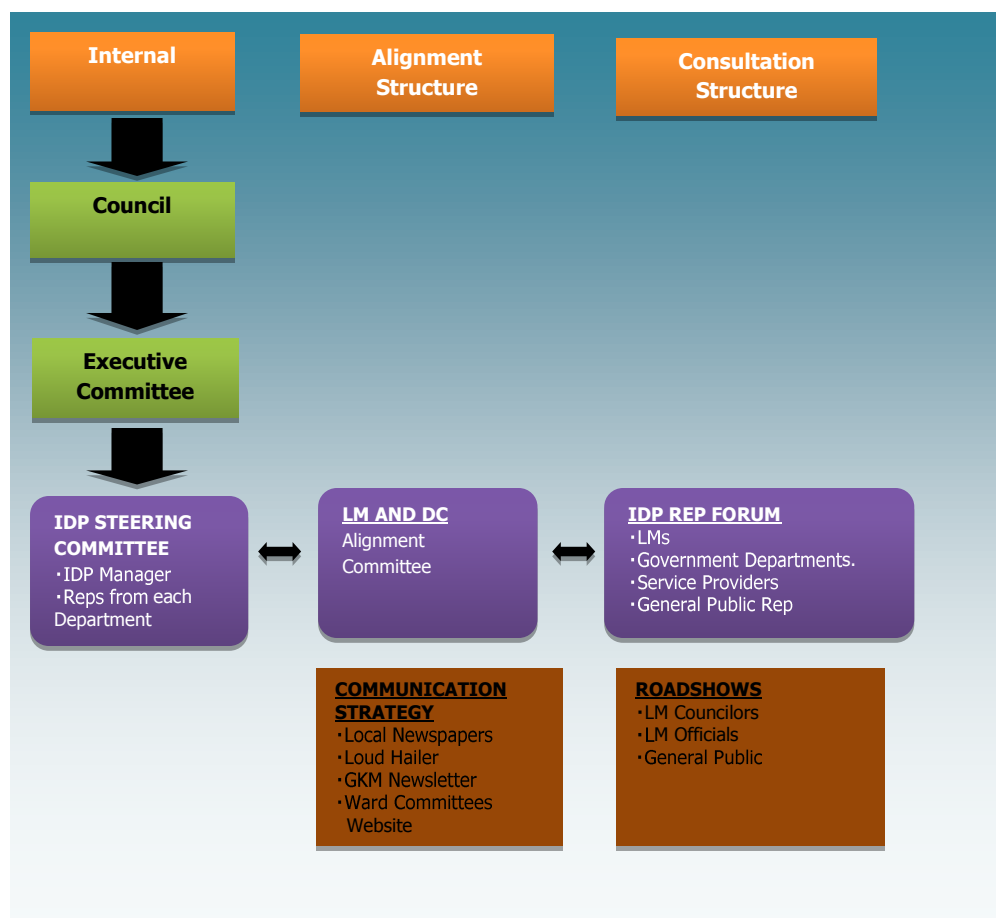 Internal
Alignment
Structure
Consultation
Structure
Council
Executive
Committee
IDP STEERING
COMMITTEE
·IDP Manager
·Reps from each
Department
LM AND DC
Alignment
Committee
IDP REP FORUM
·LMs
·Government Departments.
·Service Providers
·General Public Rep
COMMUNICATION
STRATEGY
·Local Newspapers
·Loud Hailer
·GKM Newsletter
·Ward Committees
Website
ROADSHOWS
·LM Councilors
·LM Officials
·General Public